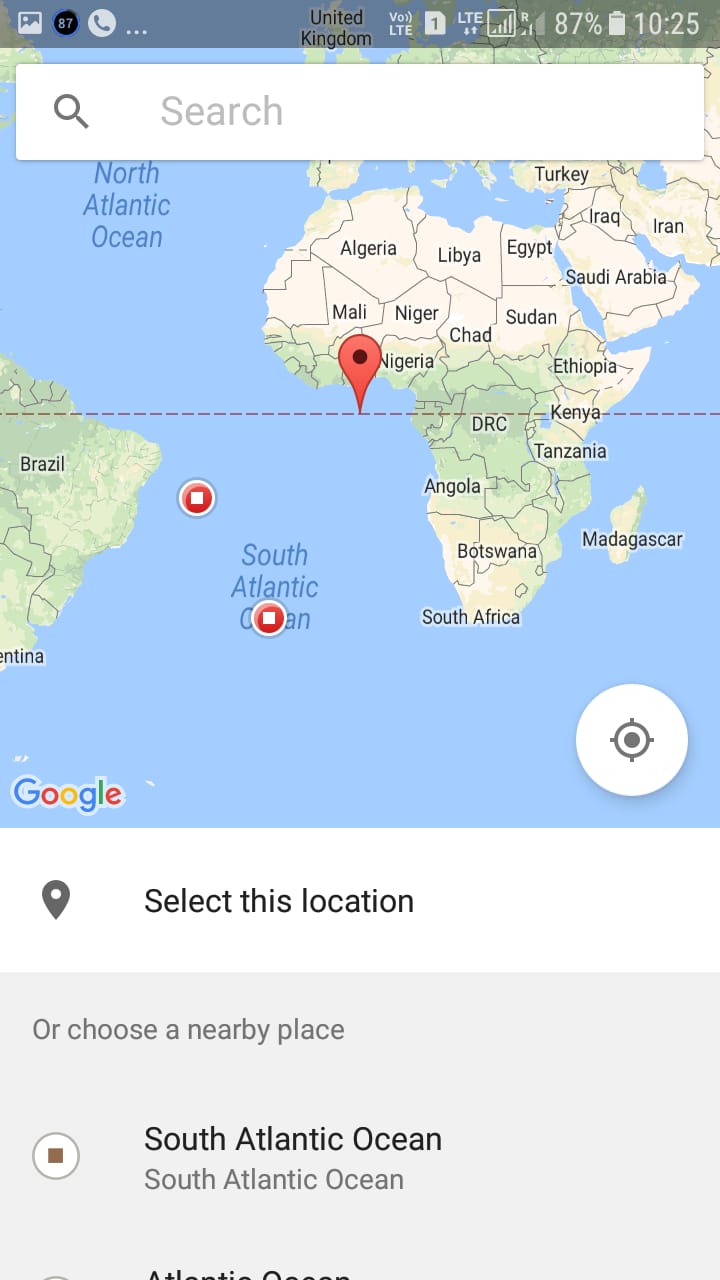 United
Kingdom
87
...
Vo))
LTE
1
LTE
R
87%
10:25
Search
North
Atlantic
Ocean
Turkey
Iraq
Iran
Algeria
Libya
Egypt
Saudi Arabia
Mali
Niger
Sudan
Chad
Nigeria
Ethiopia
Kenya
DRC
Brazil
Tanzania
Angola
Madagascar
Botswana
South
Atlantic
South Africa
entina
Google
Select this location
Or choose a nearby place
South Atlantic Ocean
South Atlantic Ocean
Atlantic Ocean